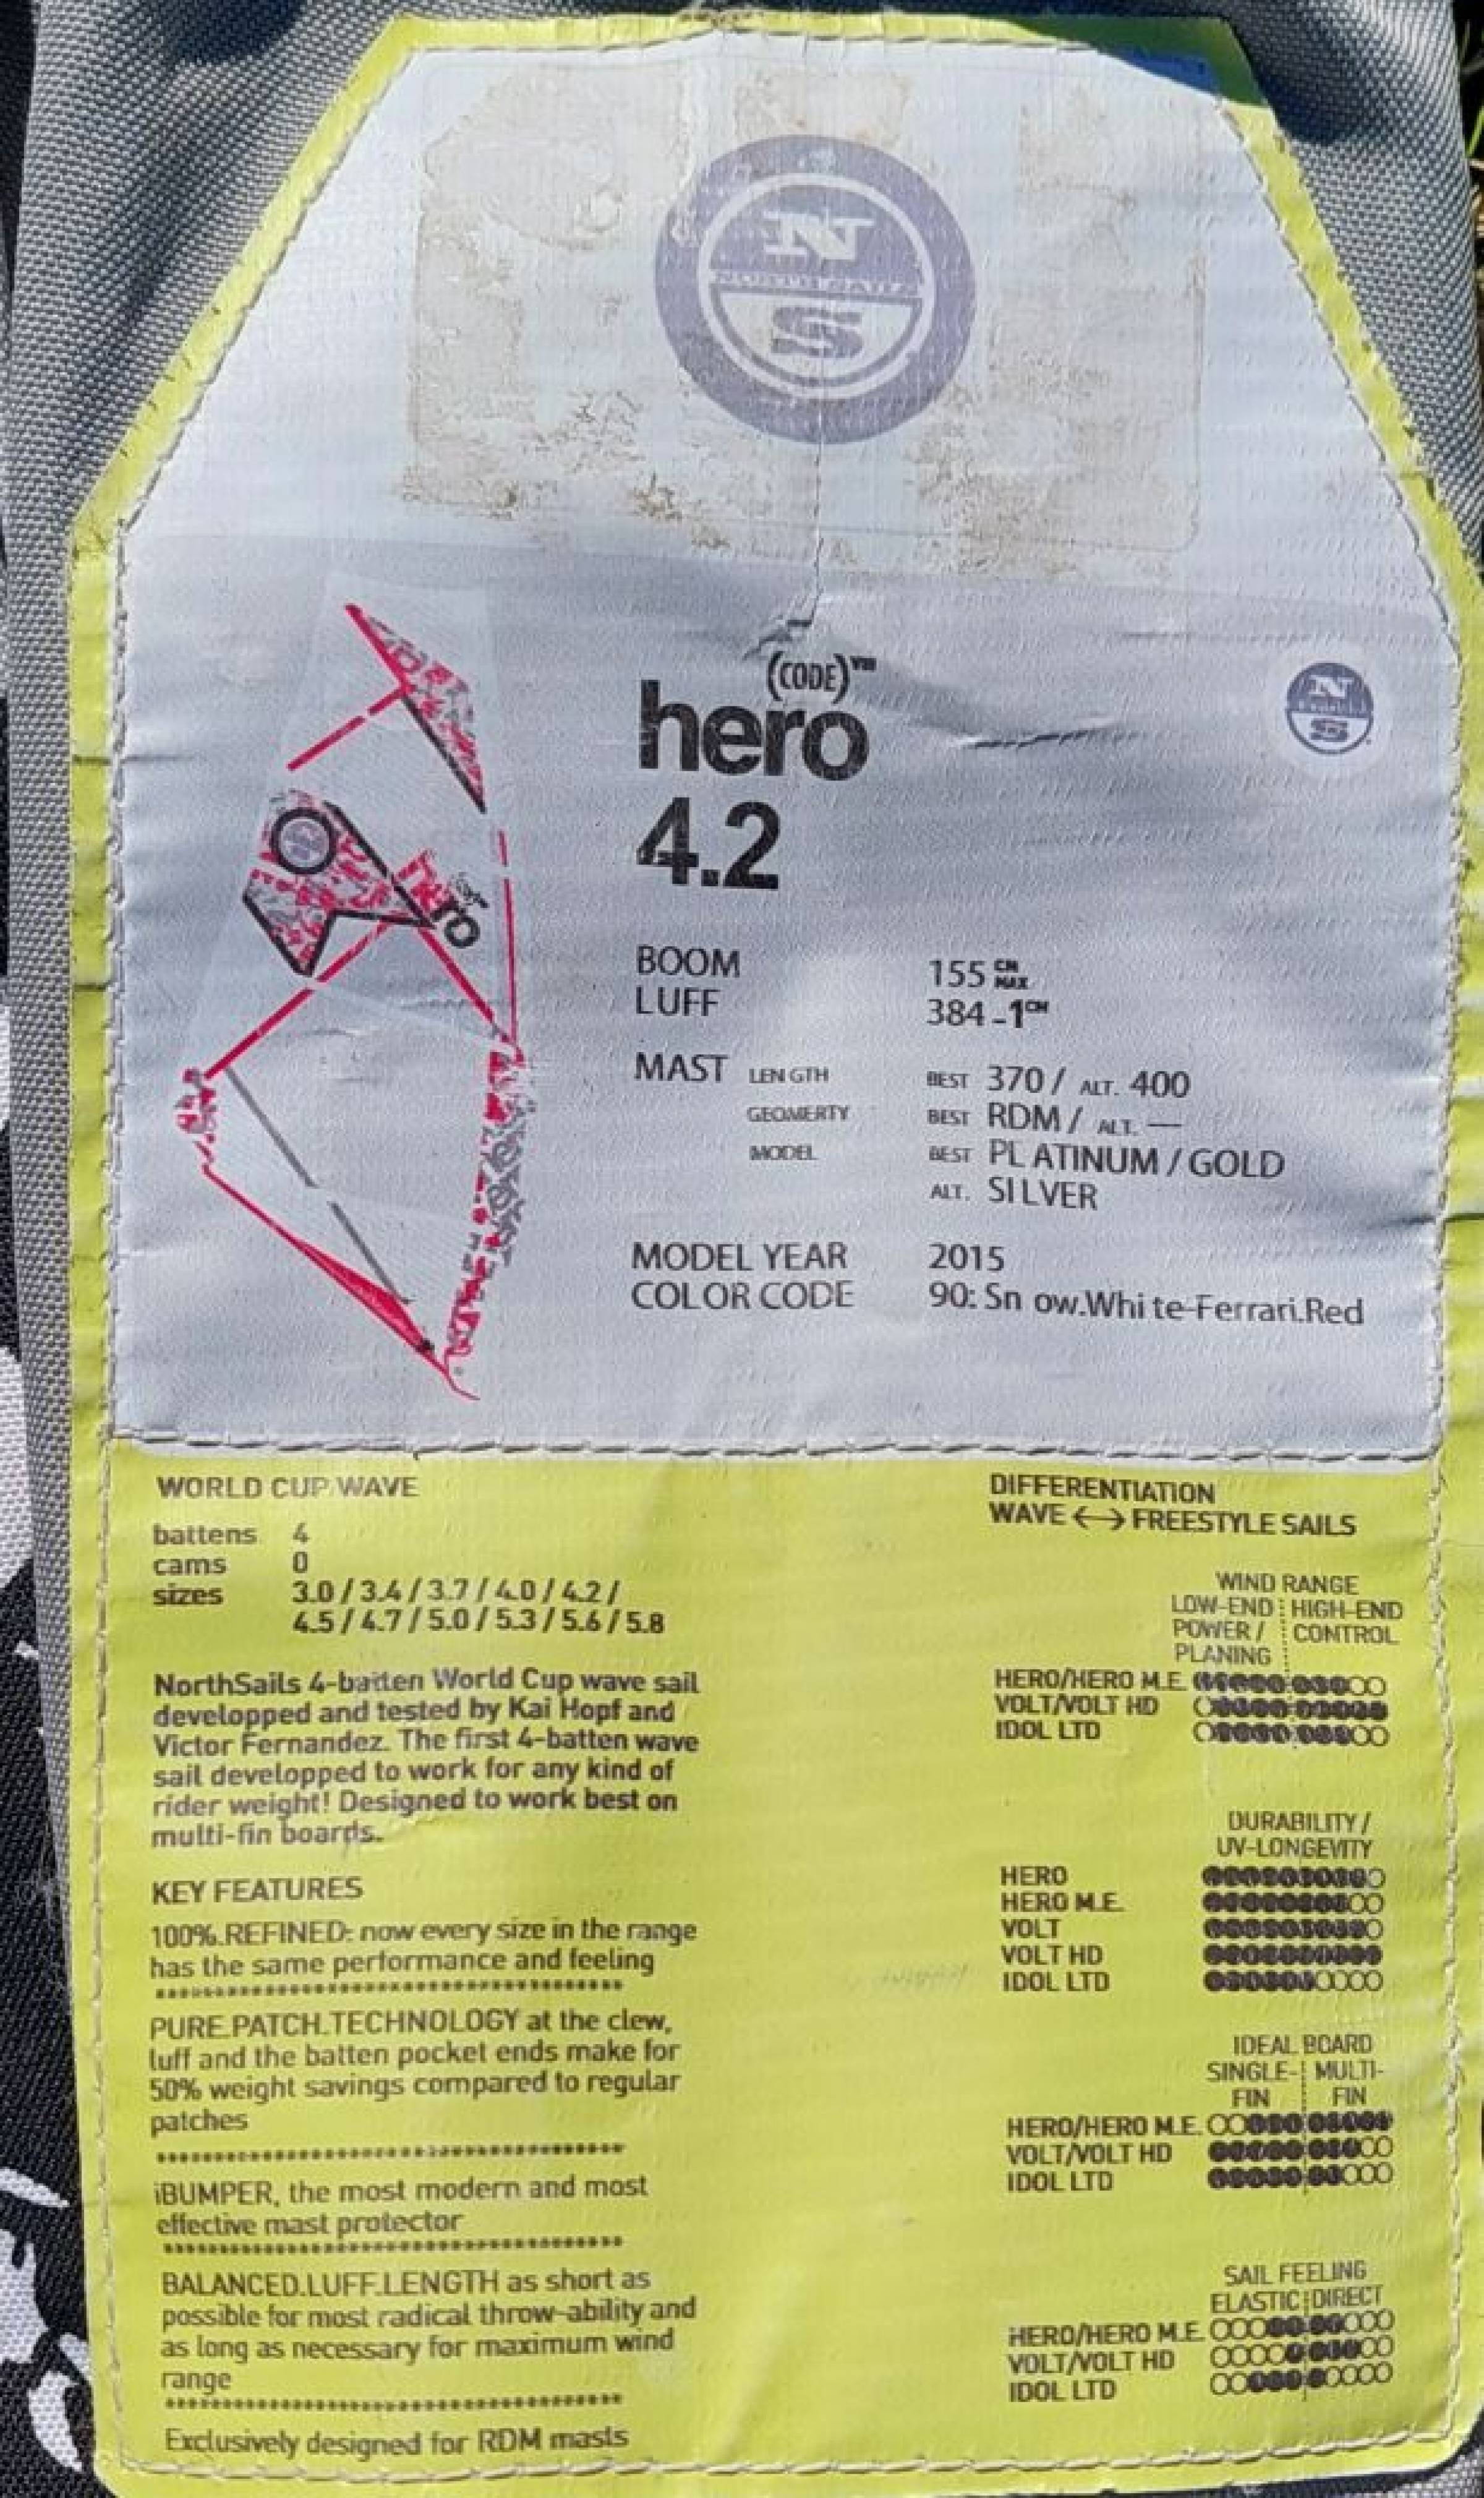 N
NORTH SAILS
S
(CODE)™
hero
4.2
N
S
hero
BOOM 155 CM MAX
LUFF 384 -1CM
MAST LENGTH BEST 370 / ALT. 400
GEOMERTY BEST RDM / ALT. —
MODEL BEST PLATINUM / GOLD
ALT. SILVER
MODEL YEAR 2015
COLOR CODE 90: Snow.White-Ferrari.Red
WORLD CUP WAVE
battens 4
cams 0
sizes 3.0 / 3.4 / 3.7 / 4.0 / 4.2 /
4.5 / 4.7 / 5.0 / 5.3 / 5.6 / 5.8
NorthSails 4-batten World Cup wave sail
developped and tested by Kai Hopf and
Victor Fernandez. The first 4-batten wave
sail developped to work for any kind of
rider weight! Designed to work best on
multi-fin boards.
KEY FEATURES
100%.REFINED: now every size in the range
has the same performance and feeling
PURE.PATCH.TECHNOLOGY at the clew,
luff and the batten pocket ends make for
50% weight savings compared to regular
patches
iBUMPER, the most modern and most
effective mast protector
BALANCED.LUFF.LENGTH as short as
possible for most radical throw-ability and
as long as necessary for maximum wind
range
Exclusively designed for RDM masts
DIFFERENTIATION
WAVE <-> FREESTYLE SAILS
WIND RANGE
LOW-END HIGH-END
POWER / CONTROL
PLANING
HERO/HERO M.E.
VOLT/VOLT HD
IDOL LTD
DURABILITY /
UV-LONGEVITY
HERO
HERO M.E.
VOLT
VOLT HD
IDOL LTD
IDEAL BOARD
SINGLE- MULTI-
FIN FIN
HERO/HERO M.E.
VOLT/VOLT HD
IDOL LTD
SAIL FEELING
ELASTIC DIRECT
HERO/HERO M.E.
VOLT/VOLT HD
IDOL LTD